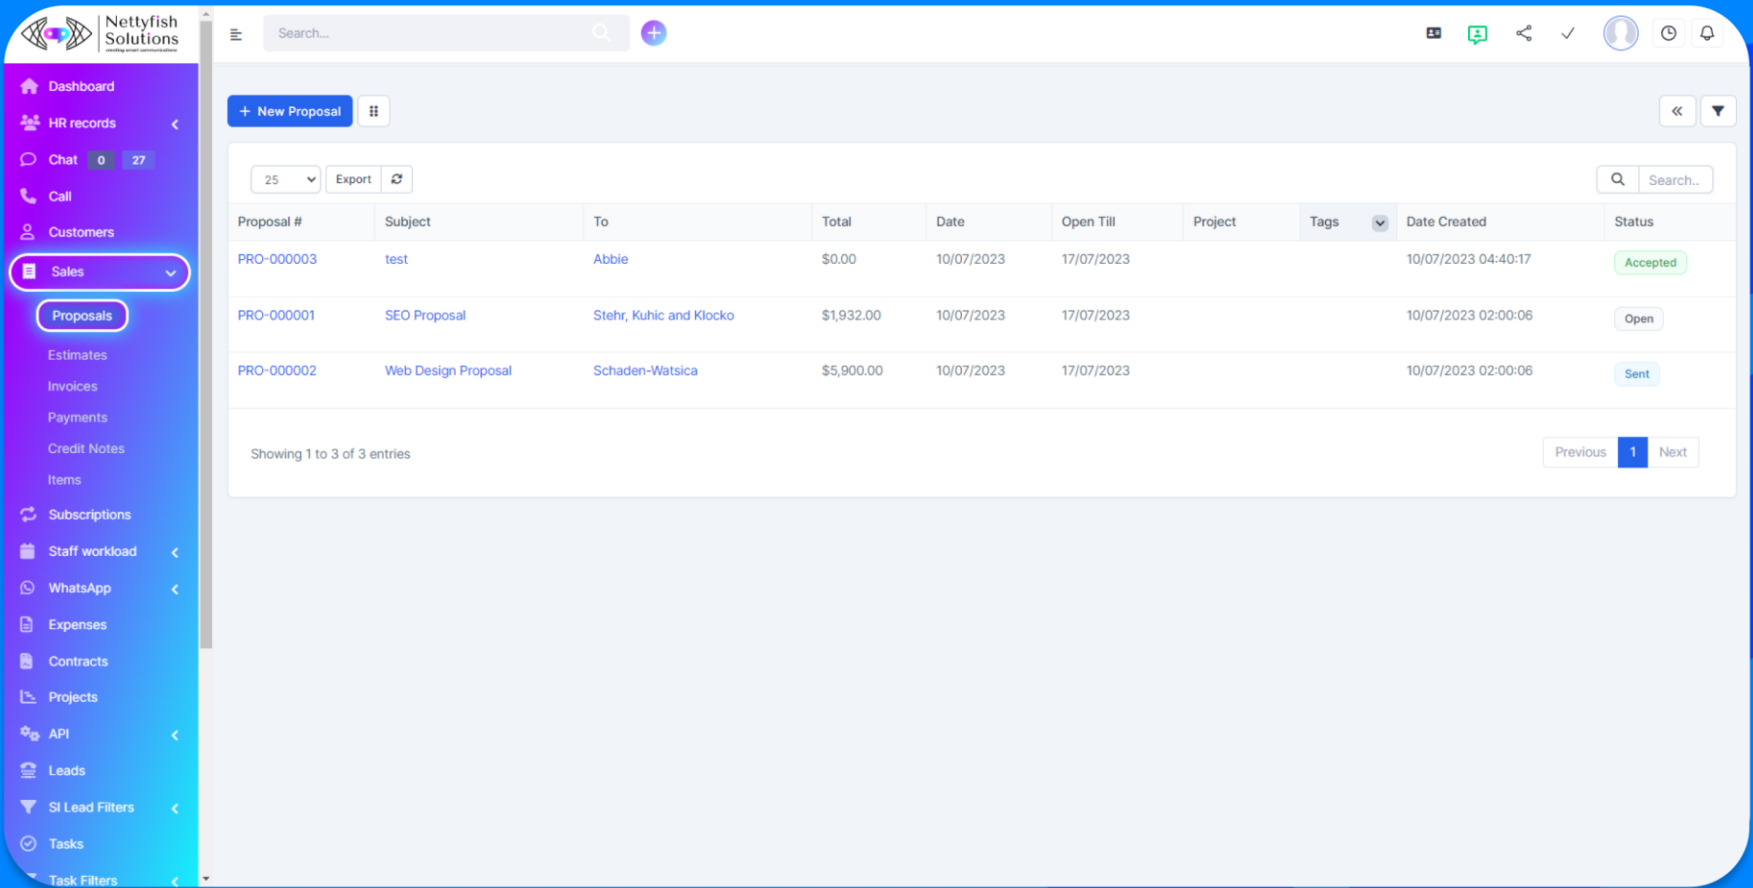 Nettyfish
Solutions
Search...
Dashboard
HR records
Chat 0 27
Call
Customers
Sales
Proposals
Estimates
Invoices
Payments
Credit Notes
Items
Subscriptions
Staff workload
WhatsApp
Expenses
Contracts
Projects
API
Leads
SI Lead Filters
Tasks
Task Filters
+ New Proposal
25 Export Search..
Proposal # Subject To Total Date Open Till Project Tags Date Created Status
PRO-000003 test Abbie $0.00 10/07/2023 17/07/2023 10/07/2023 04:40:17 Accepted
PRO-000001 SEO Proposal Stehr, Kuhic and Klocko $1,932.00 10/07/2023 17/07/2023 10/07/2023 02:00:06 Open
PRO-000002 Web Design Proposal Schaden-Watsica $5,900.00 10/07/2023 17/07/2023 10/07/2023 02:00:06 Sent
Showing 1 to 3 of 3 entries Previous 1 Next